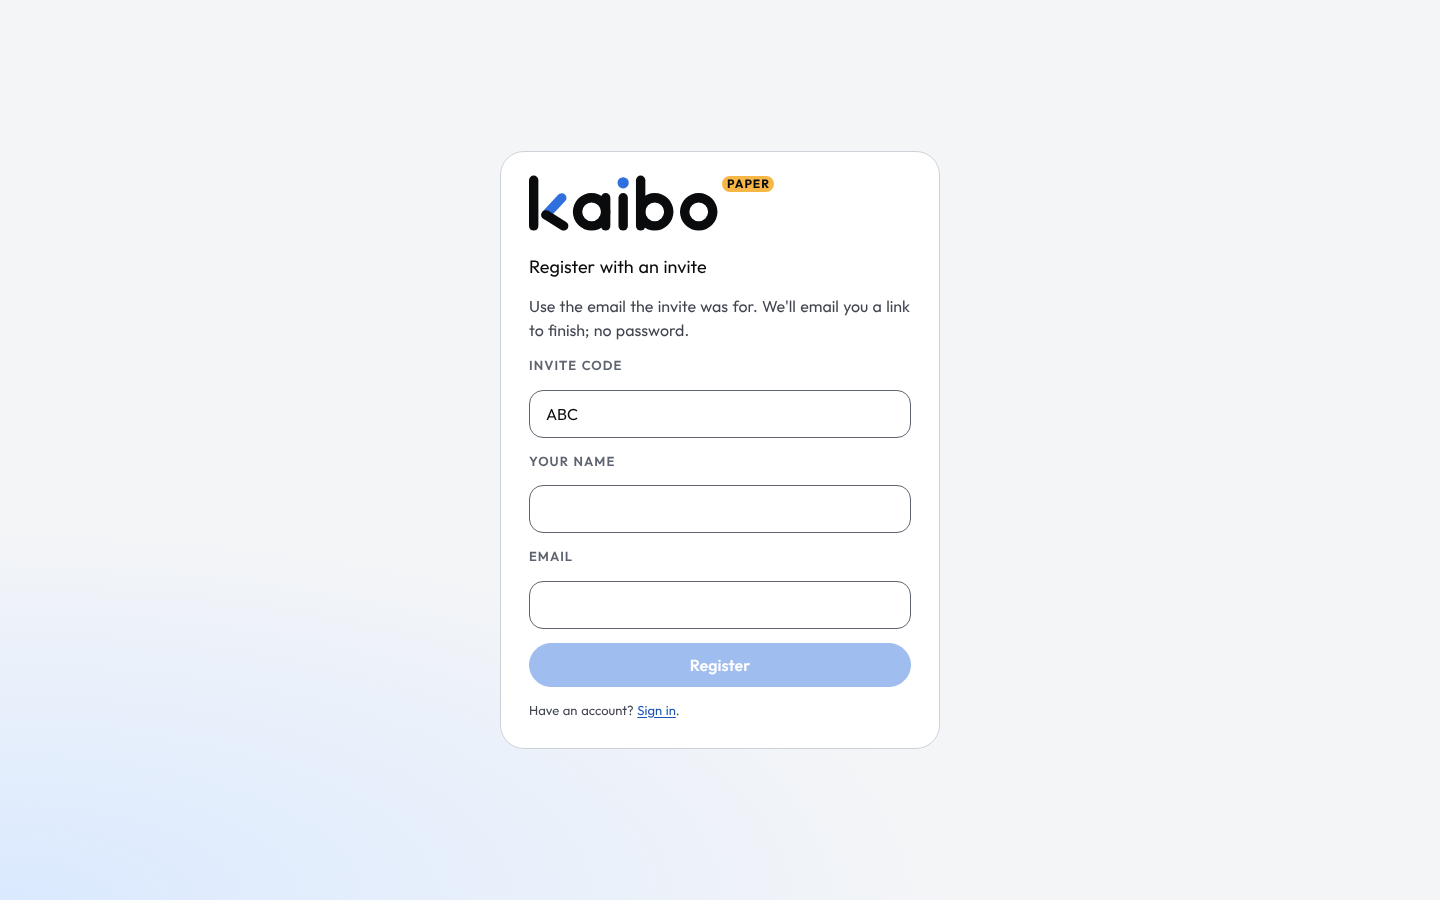 kaibo PAPER
Register with an invite
Use the email the invite was for. We'll email you a link
to finish; no password.
INVITE CODE
ABC
YOUR NAME
EMAIL
Register
Have an account? Sign in.